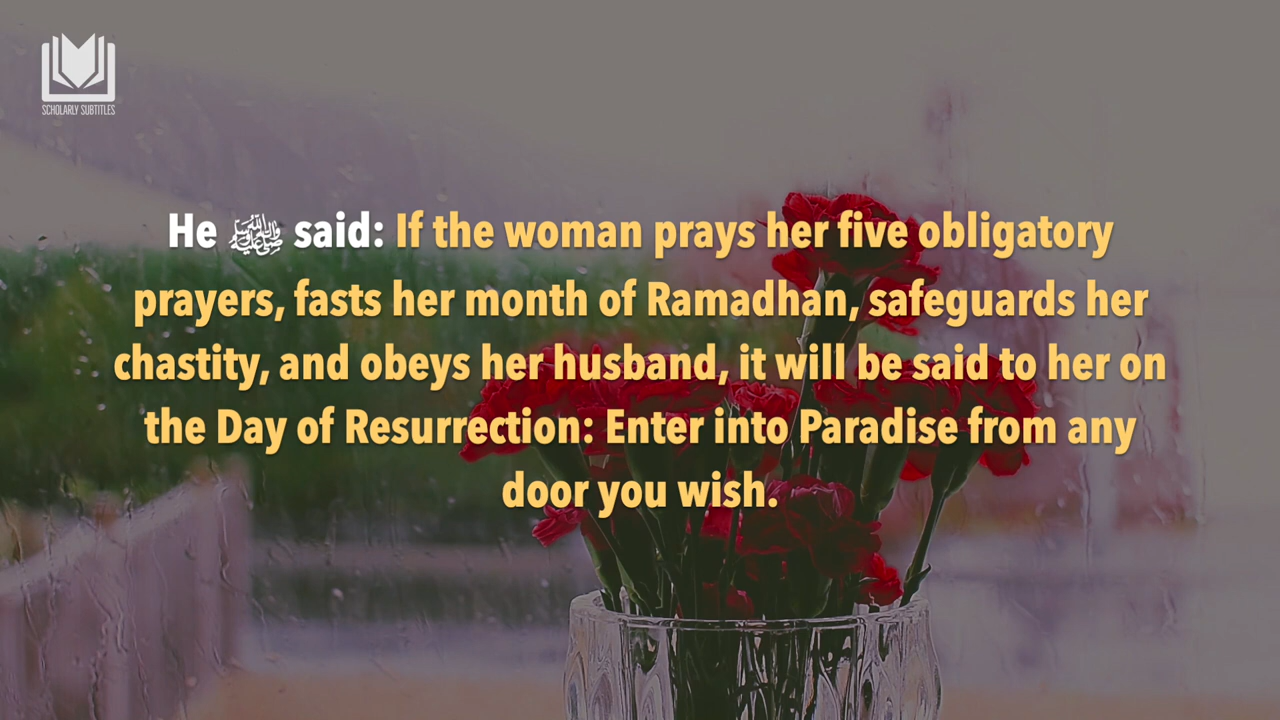 SCHOLARLY SUBTITLES
He ﷺ said: If the woman prays her five obligatory
prayers, fasts her month of Ramadhan, safeguards her
chastity, and obeys her husband, it will be said to her on
the Day of Resurrection: Enter into Paradise from any
door you wish.